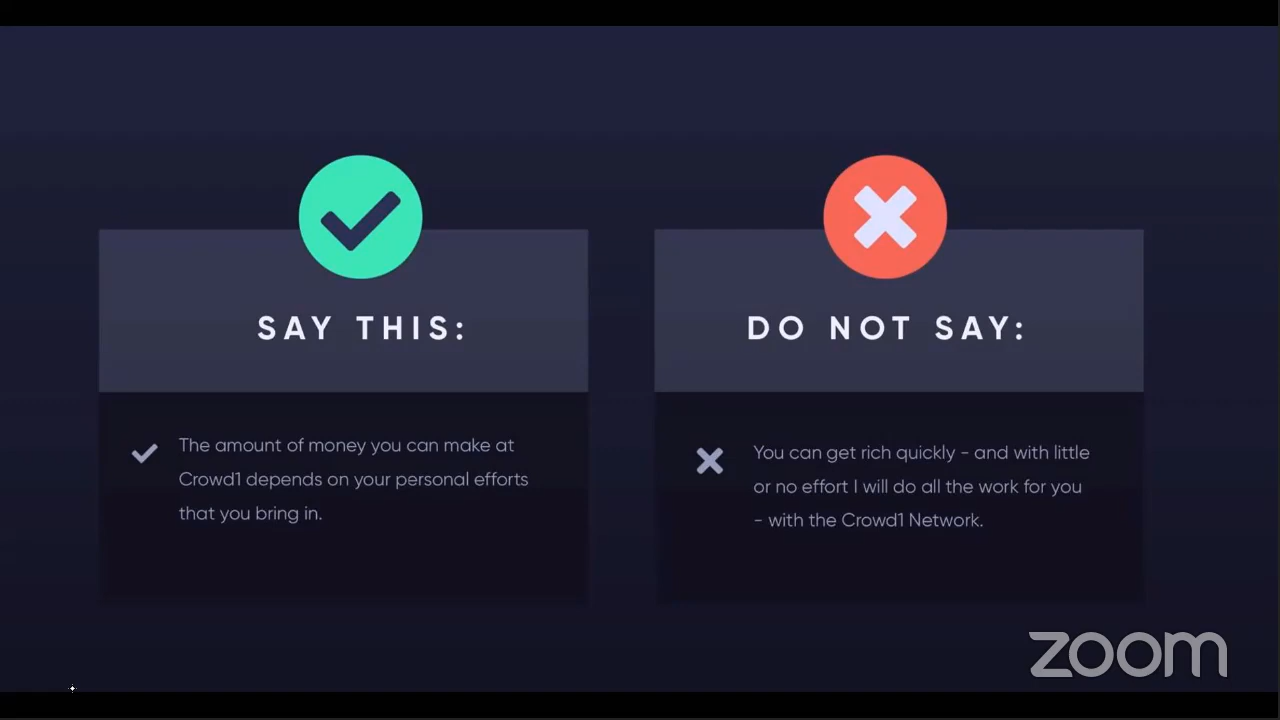 SAY THIS:
The amount of money you can make at
Crowd1 depends on your personal efforts
that you bring in.
DO NOT SAY:
You can get rich quickly - and with little
or no effort I will do all the work for you
- with the Crowd1 Network.
zoom